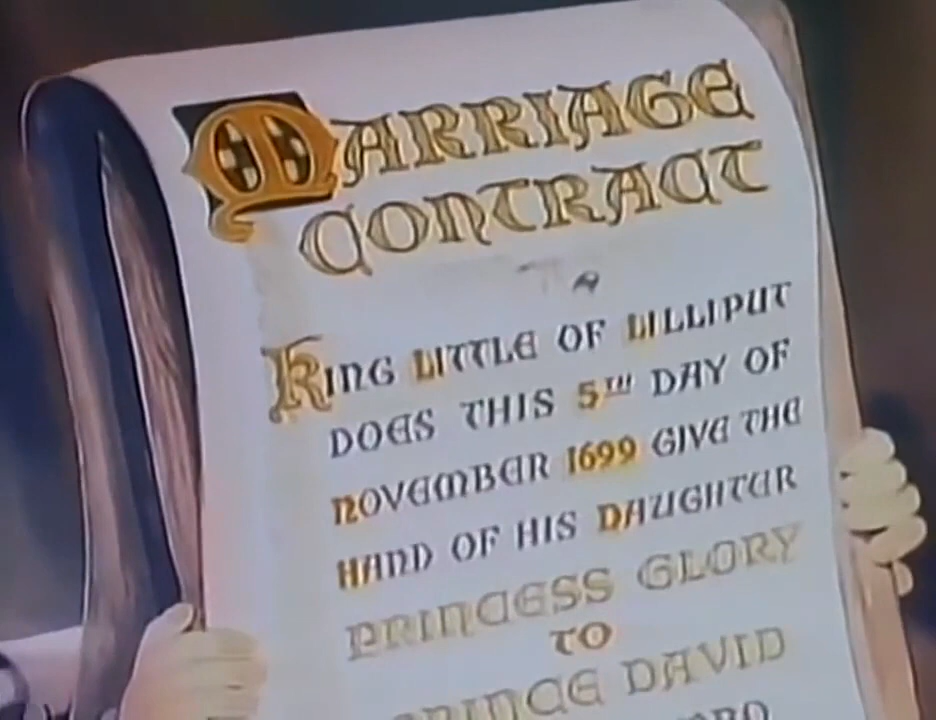 MARRIAGE
CONTRACT
KING LITTLE OF LILLIPUT
DOES THIS 5TH DAY OF
NOVEMBER 1699 GIVE THE
HAND OF HIS DAUGHTER
PRINCESS GLORY
TO
PRINCE DAVID